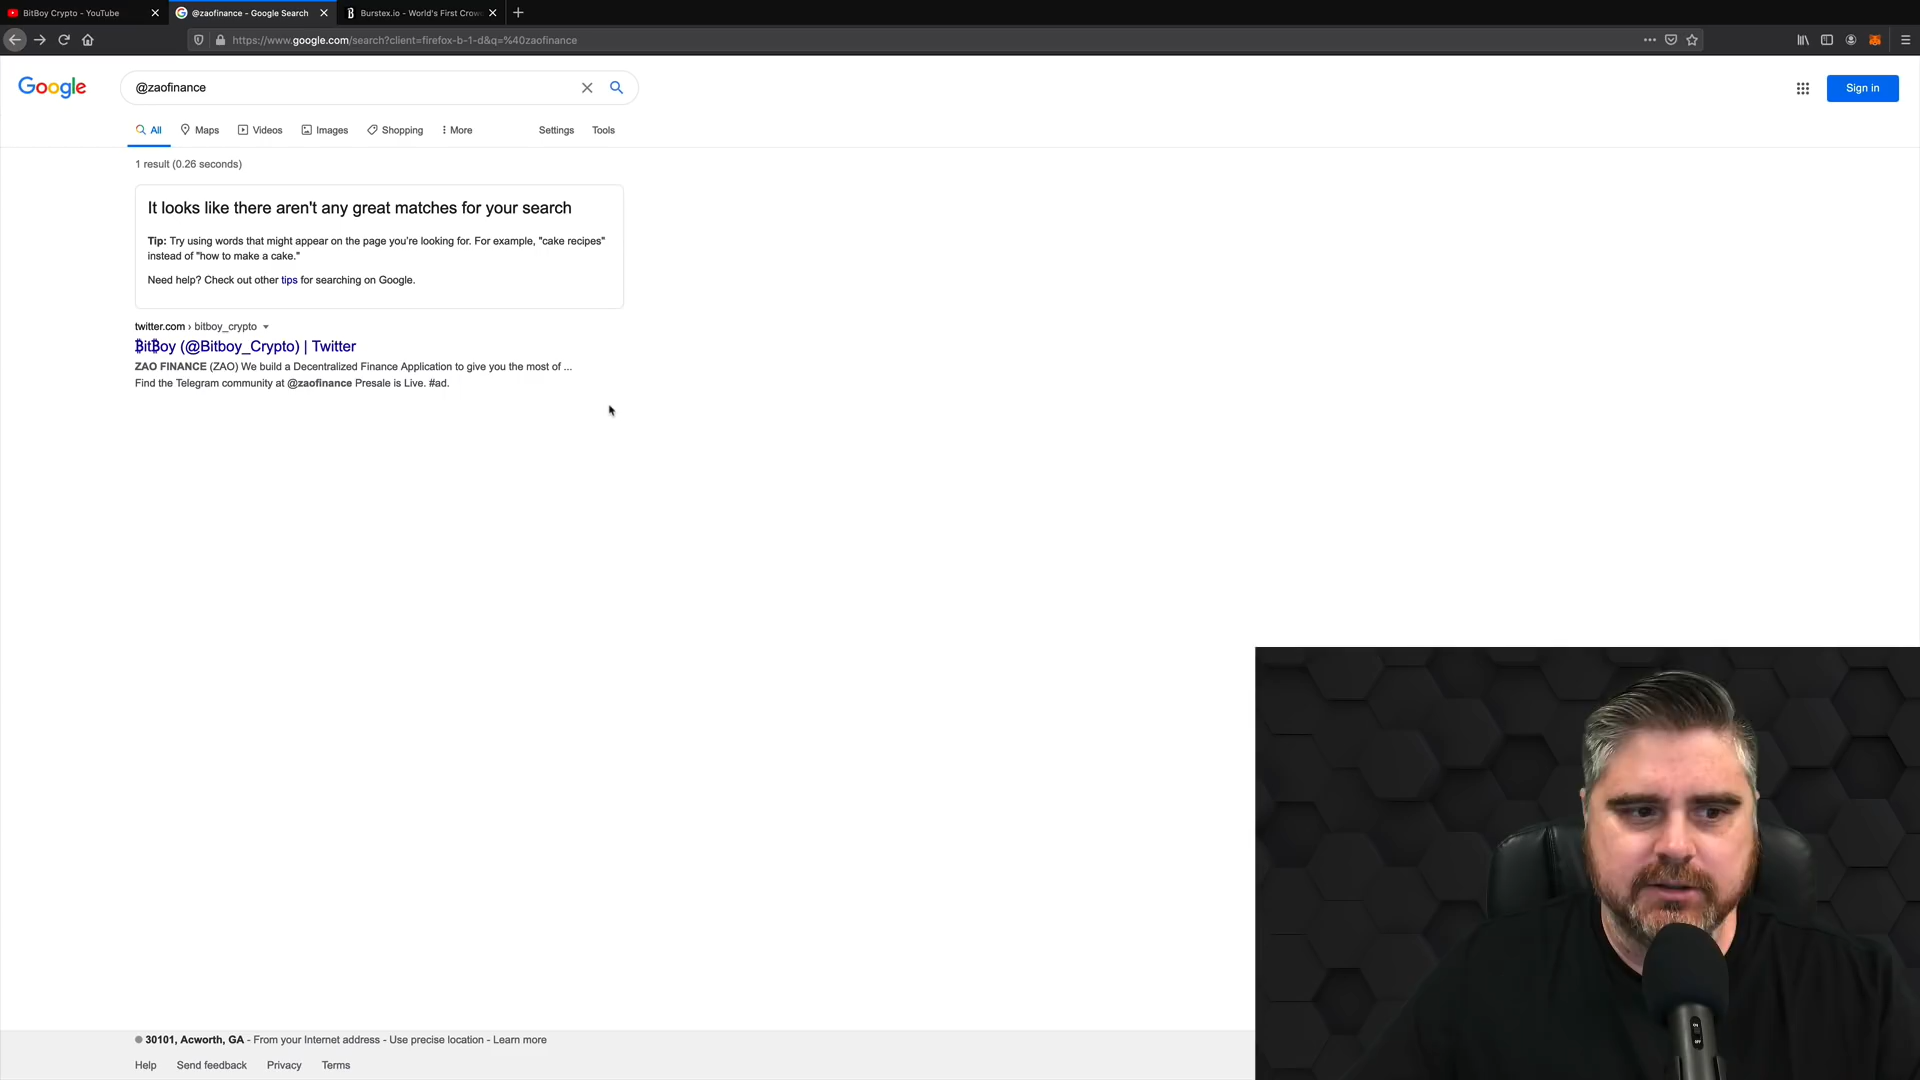 BitBoy Crypto - YouTube
@zaofinance - Google Search
Burstex.io - World's First Crow
https://www.google.com/search?client=firefox-b-1-d&q=%40zaofinance
Google
@zaofinance
Sign in
All
Maps
Videos
Images
Shopping
More
Settings
Tools
1 result (0.26 seconds)
It looks like there aren't any great matches for your search
Tip: Try using words that might appear on the page you're looking for. For example, "cake recipes"
instead of "how to make a cake."
Need help? Check out other tips for searching on Google.
twitter.com › bitboy_crypto
₿it₿oy (@Bitboy_Crypto) | Twitter
ZAO FINANCE (ZAO) We build a Decentralized Finance Application to give you the most of ...
Find the Telegram community at @zaofinance Presale is Live. #ad.
30101, Acworth, GA - From your Internet address - Use precise location - Learn more
Help
Send feedback
Privacy
Terms